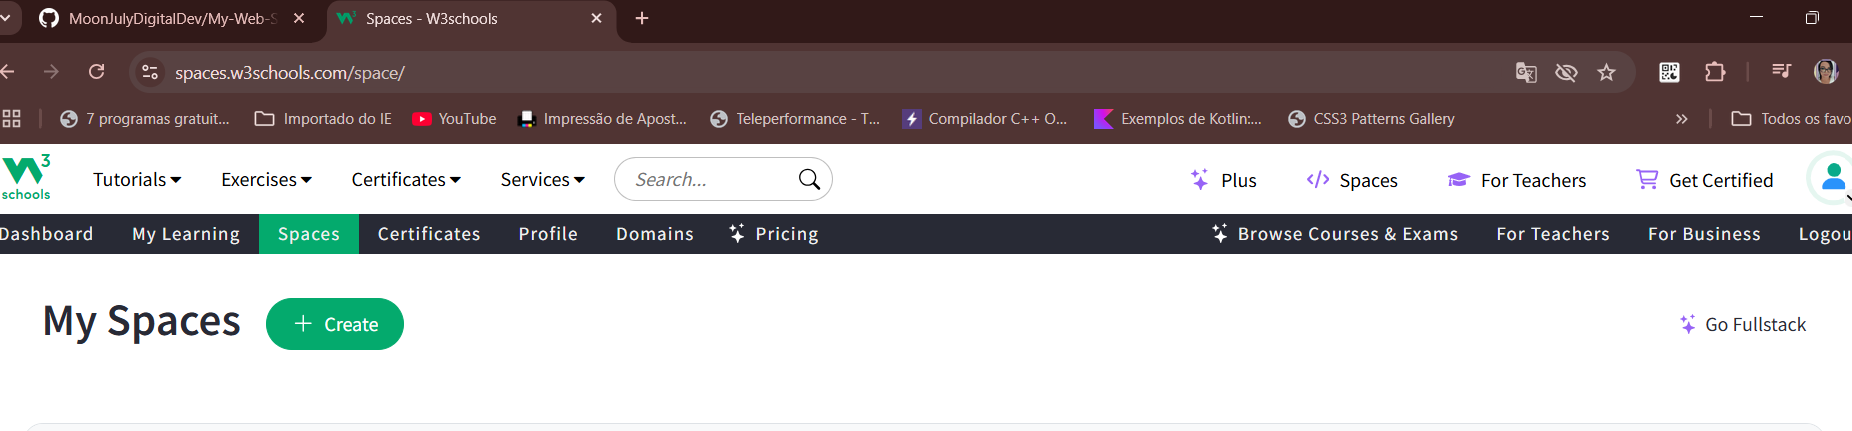 MoonJulyDigitalDev/My-Web-S
Spaces - W3schools
spaces.w3schools.com/space/
7 programas gratuit...
Importado do IE
YouTube
Impressão de Apost...
Teleperformance - T...
Compilador C++ O...
Exemplos de Kotlin:...
CSS3 Patterns Gallery
Todos os favo
W3 schools
Tutorials
Exercises
Certificates
Services
Search...
Plus
Spaces
For Teachers
Get Certified
Dashboard
My Learning
Spaces
Certificates
Profile
Domains
Pricing
Browse Courses & Exams
For Teachers
For Business
Logou
My Spaces
Create
Go Fullstack